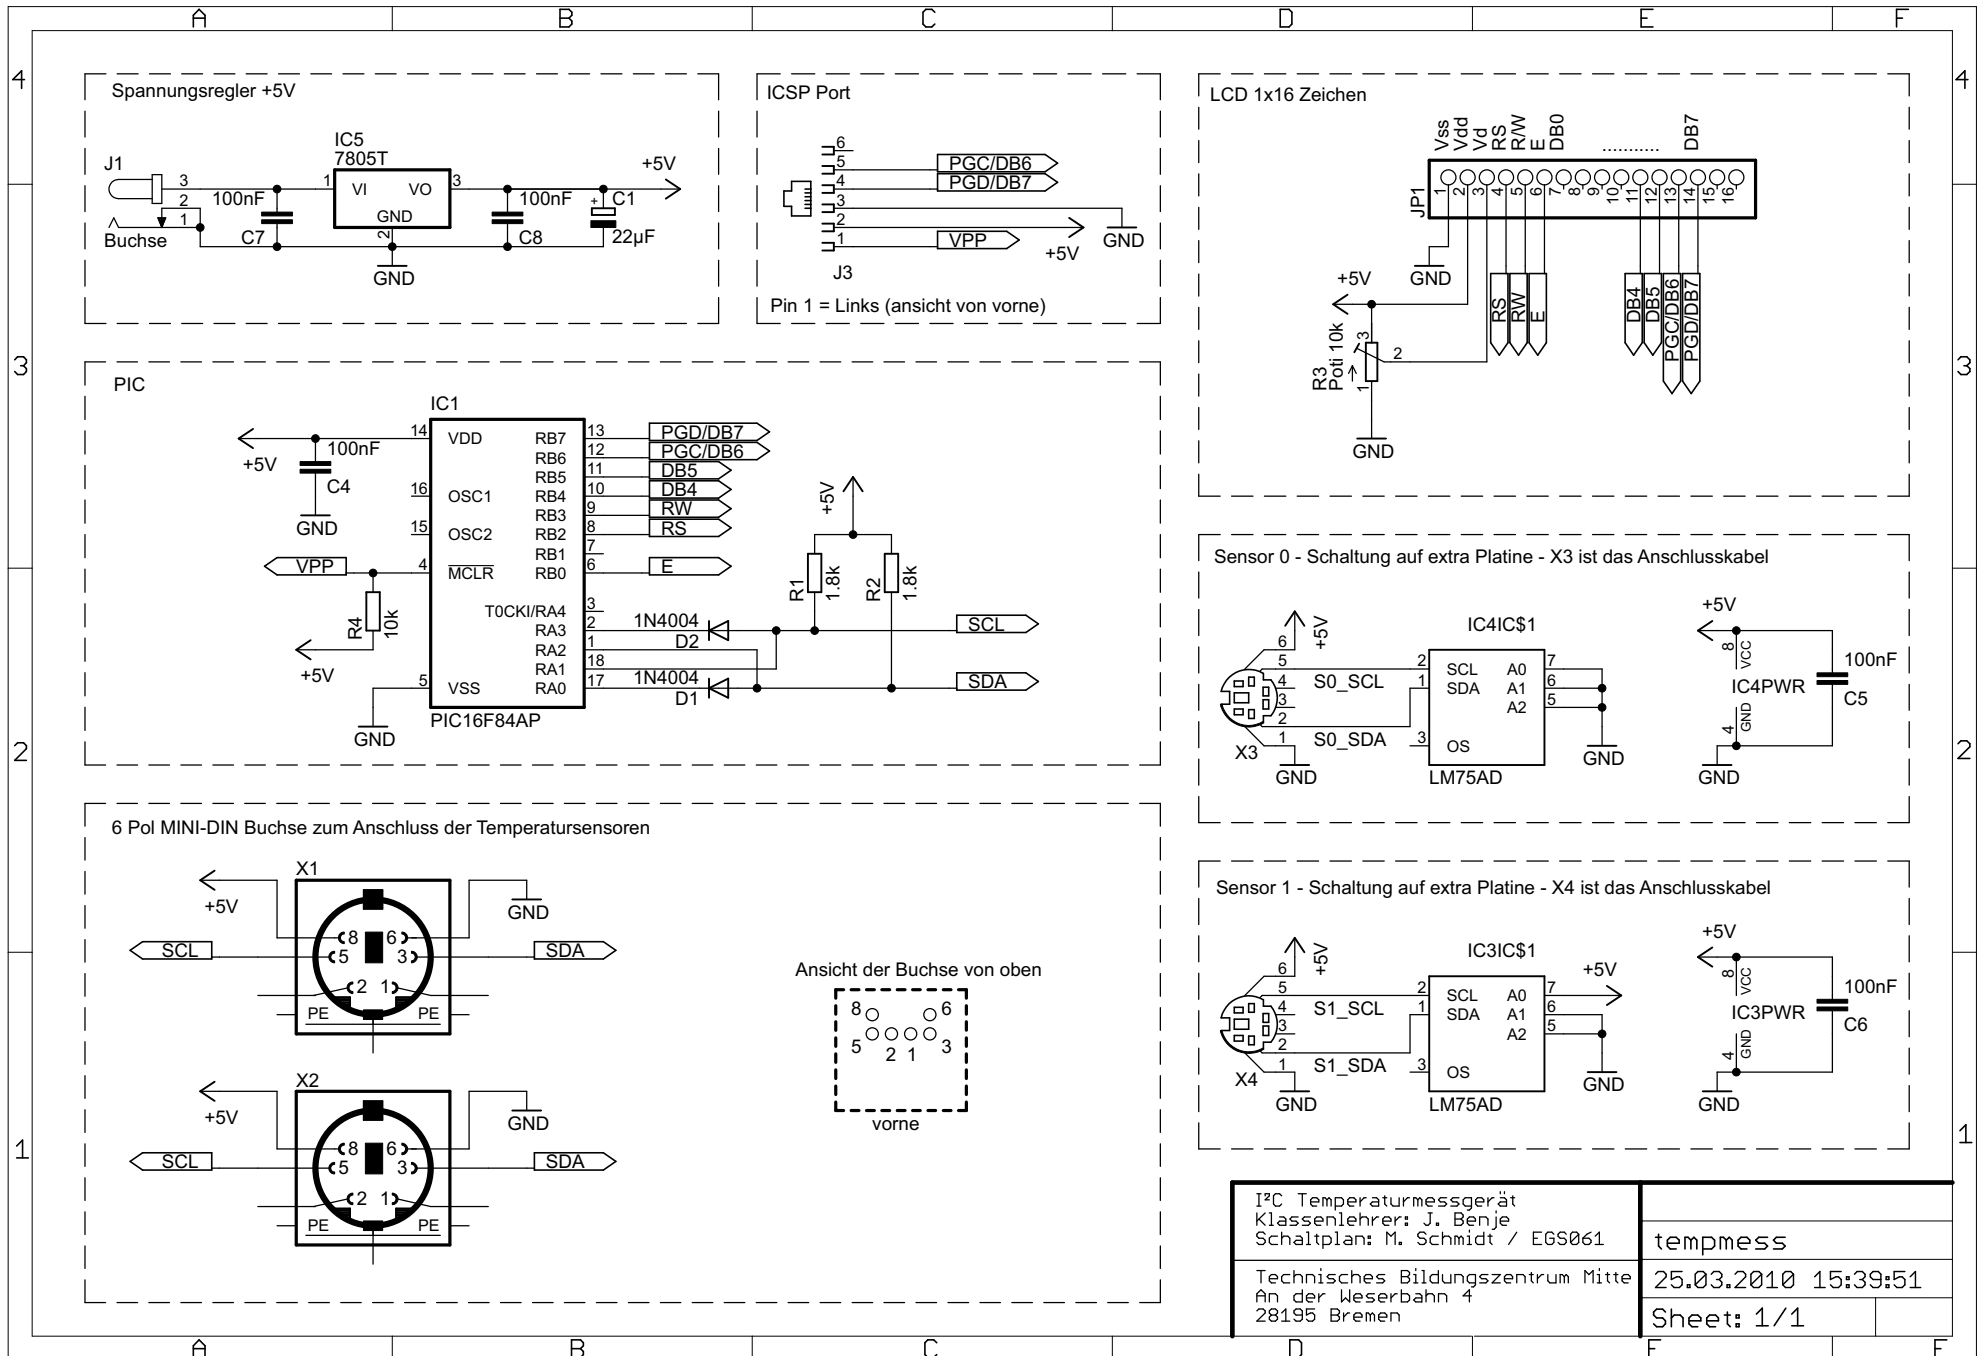 A B C D E F
4 4
Spannungsregler +5V
J1
3
2
1
Buchse
100nF
C7
IC5
7805T
1 VI VO 3
GND
2
GND
100nF
C8
+
C1
22µF
+5V
ICSP Port
6
5 PGC/DB6
4 PGD/DB7
3
2
1 VPP
+5V
GND
J3
Pin 1 = Links (ansicht von vorne)
LCD 1x16 Zeichen
Vss
Vdd
Vd
RS
R/W
E
DB0
...........
DB7
JP1
1 2 3 4 5 6 7 8 9 10 11 12 13 14 15 16
GND
+5V
RS
RW
E
DB4
DB5
PGC/DB6
PGD/DB7
R3
Poti 10k
3
2
1
GND
3 3
PIC
IC1
+5V
100nF
C4
GND
14 VDD
16 OSC1
15 OSC2
VPP
4 MCLR
R4
10k
+5V
5 VSS
GND
RB7 13 PGD/DB7
RB6 12 PGC/DB6
RB5 11 DB5
RB4 10 DB4
RB3 9 RW
RB2 8 RS
RB1 7
RB0 6 E
T0CKI/RA4 3
RA3 2
RA2 1
RA1 18
RA0 17
PIC16F84AP
1N4004
D2
1N4004
D1
+5V
R1
1.8k
R2
1.8k
SCL
SDA
Sensor 0 - Schaltung auf extra Platine - X3 ist das Anschlusskabel
+5V
6
5
4
3
2
1
X3
S0_SCL
S0_SDA
GND
IC4IC$1
2 SCL
1 SDA
3 OS
A0 7
A1 6
A2 5
LM75AD
GND
+5V
8 VCC
IC4PWR
4 GND
GND
100nF
C5
2 2
6 Pol MINI-DIN Buchse zum Anschluss der Temperatursensoren
X1
+5V
GND
SCL
SDA
8 6
5 3
2 1
PE PE
X2
+5V
GND
SCL
SDA
8 6
5 3
2 1
PE PE
Ansicht der Buchse von oben
8 6
5 2 1 3
vorne
Sensor 1 - Schaltung auf extra Platine - X4 ist das Anschlusskabel
+5V
6
5
4
3
2
1
X4
S1_SCL
S1_SDA
GND
IC3IC$1
2 SCL
1 SDA
3 OS
A0 7
A1 6
A2 5
LM75AD
+5V
GND
+5V
8 VCC
IC3PWR
4 GND
GND
100nF
C6
1 1
I²C Temperaturmessgerät
Klassenlehrer: J. Benje
Schaltplan: M. Schmidt / EGS061
Technisches Bildungszentrum Mitte
An der Weserbahn 4
28195 Bremen
tempmess
25.03.2010 15:39:51
Sheet: 1/1
A B C D E F